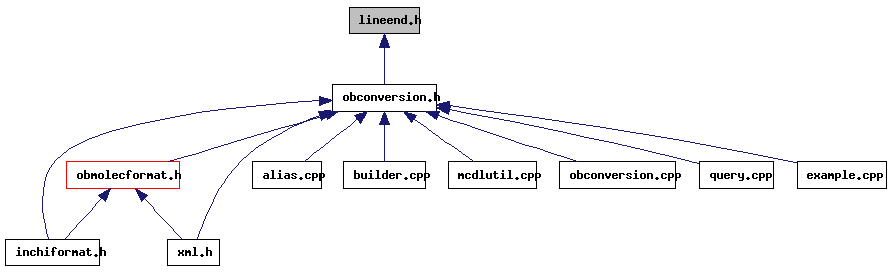 lineend.h
obconversion.h
obmolecformat.h
alias.cpp
builder.cpp
mcdlutil.cpp
obconversion.cpp
query.cpp
example.cpp
inchiformat.h
xml.h